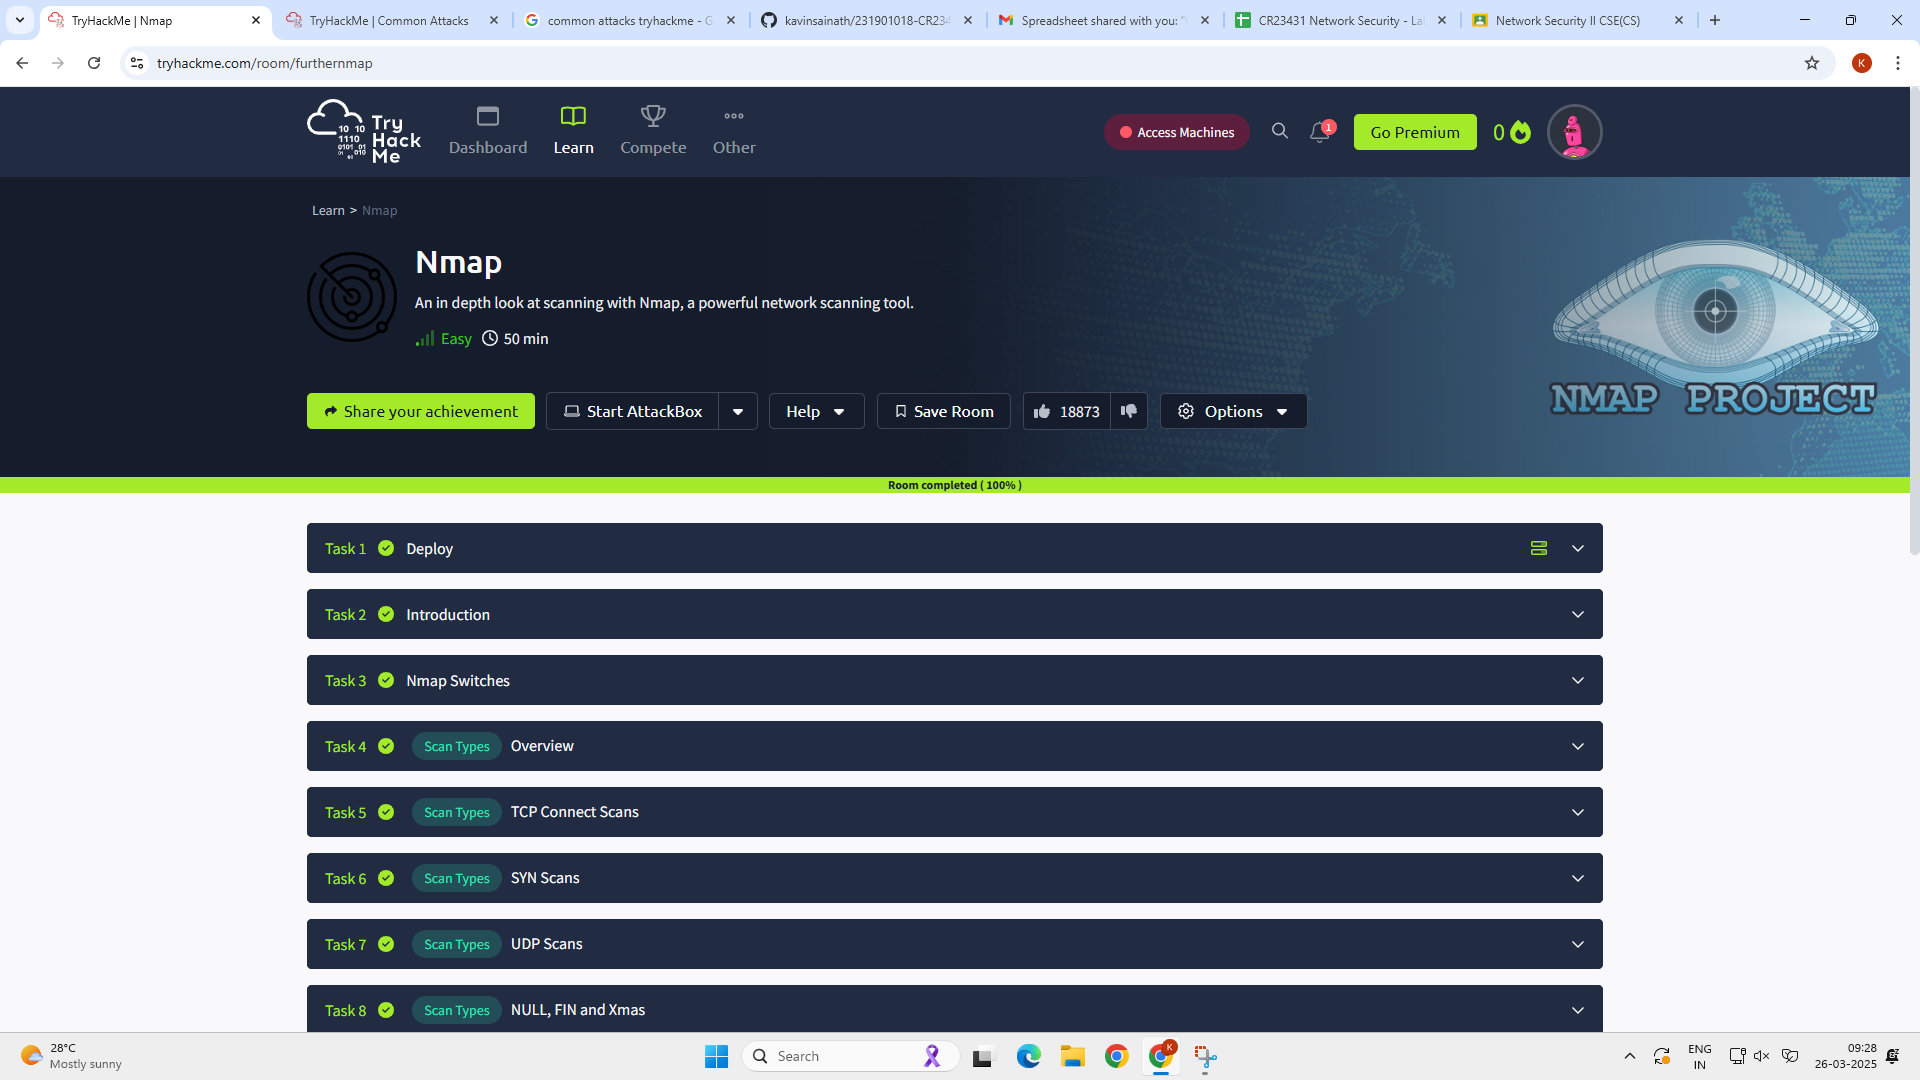 TryHackMe | Nmap
TryHackMe | Common Attacks
common attacks tryhackme - G
kavinsainath/231901018-CR234
Spreadsheet shared with you: "
CR23431 Network Security - La
Network Security II CSE(CS)
tryhackme.com/room/furthernmap
K
Try Hack Me
Dashboard
Learn
Compete
Other
Access Machines
1
Go Premium
0
Learn > Nmap
Nmap
An in depth look at scanning with Nmap, a powerful network scanning tool.
Easy 50 min
Share your achievement
Start AttackBox
Help
Save Room
18873
Options
NMAP PROJECT
Room completed ( 100% )
Task 1 Deploy
Task 2 Introduction
Task 3 Nmap Switches
Task 4 Scan Types Overview
Task 5 Scan Types TCP Connect Scans
Task 6 Scan Types SYN Scans
Task 7 Scan Types UDP Scans
Task 8 Scan Types NULL, FIN and Xmas
28°C
Mostly sunny
Search
K
ENG
IN
09:28
26-03-2025